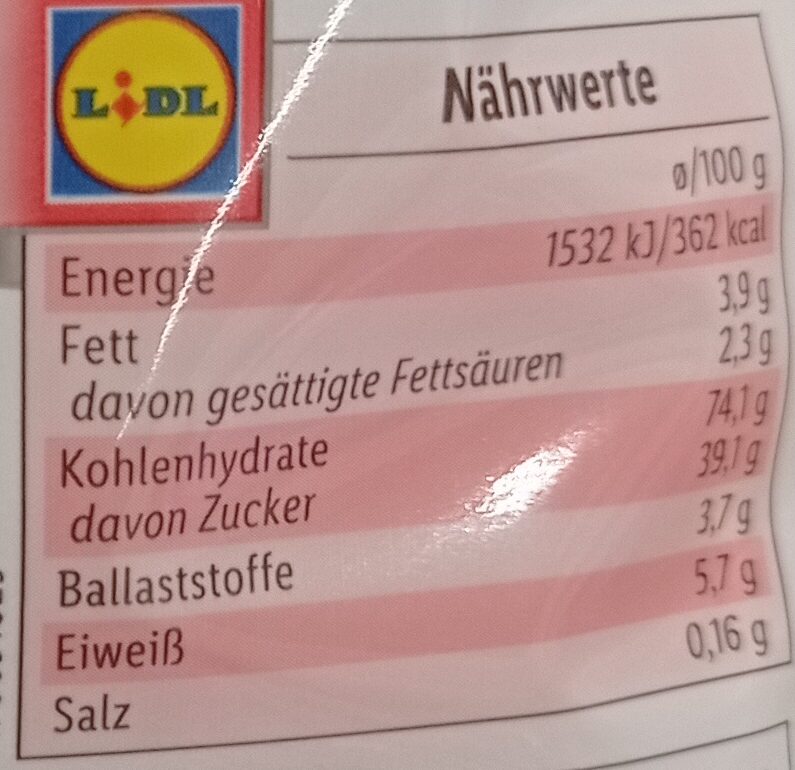 LIDL
Nährwerte
ø/100 g
Energie 1532 kJ/362 kcal
Fett 3,9 g
davon gesättigte Fettsäuren 2,3 g
Kohlenhydrate 74,1 g
davon Zucker 39,1 g
Ballaststoffe 3,7 g
Eiweiß 5,7 g
Salz 0,16 g